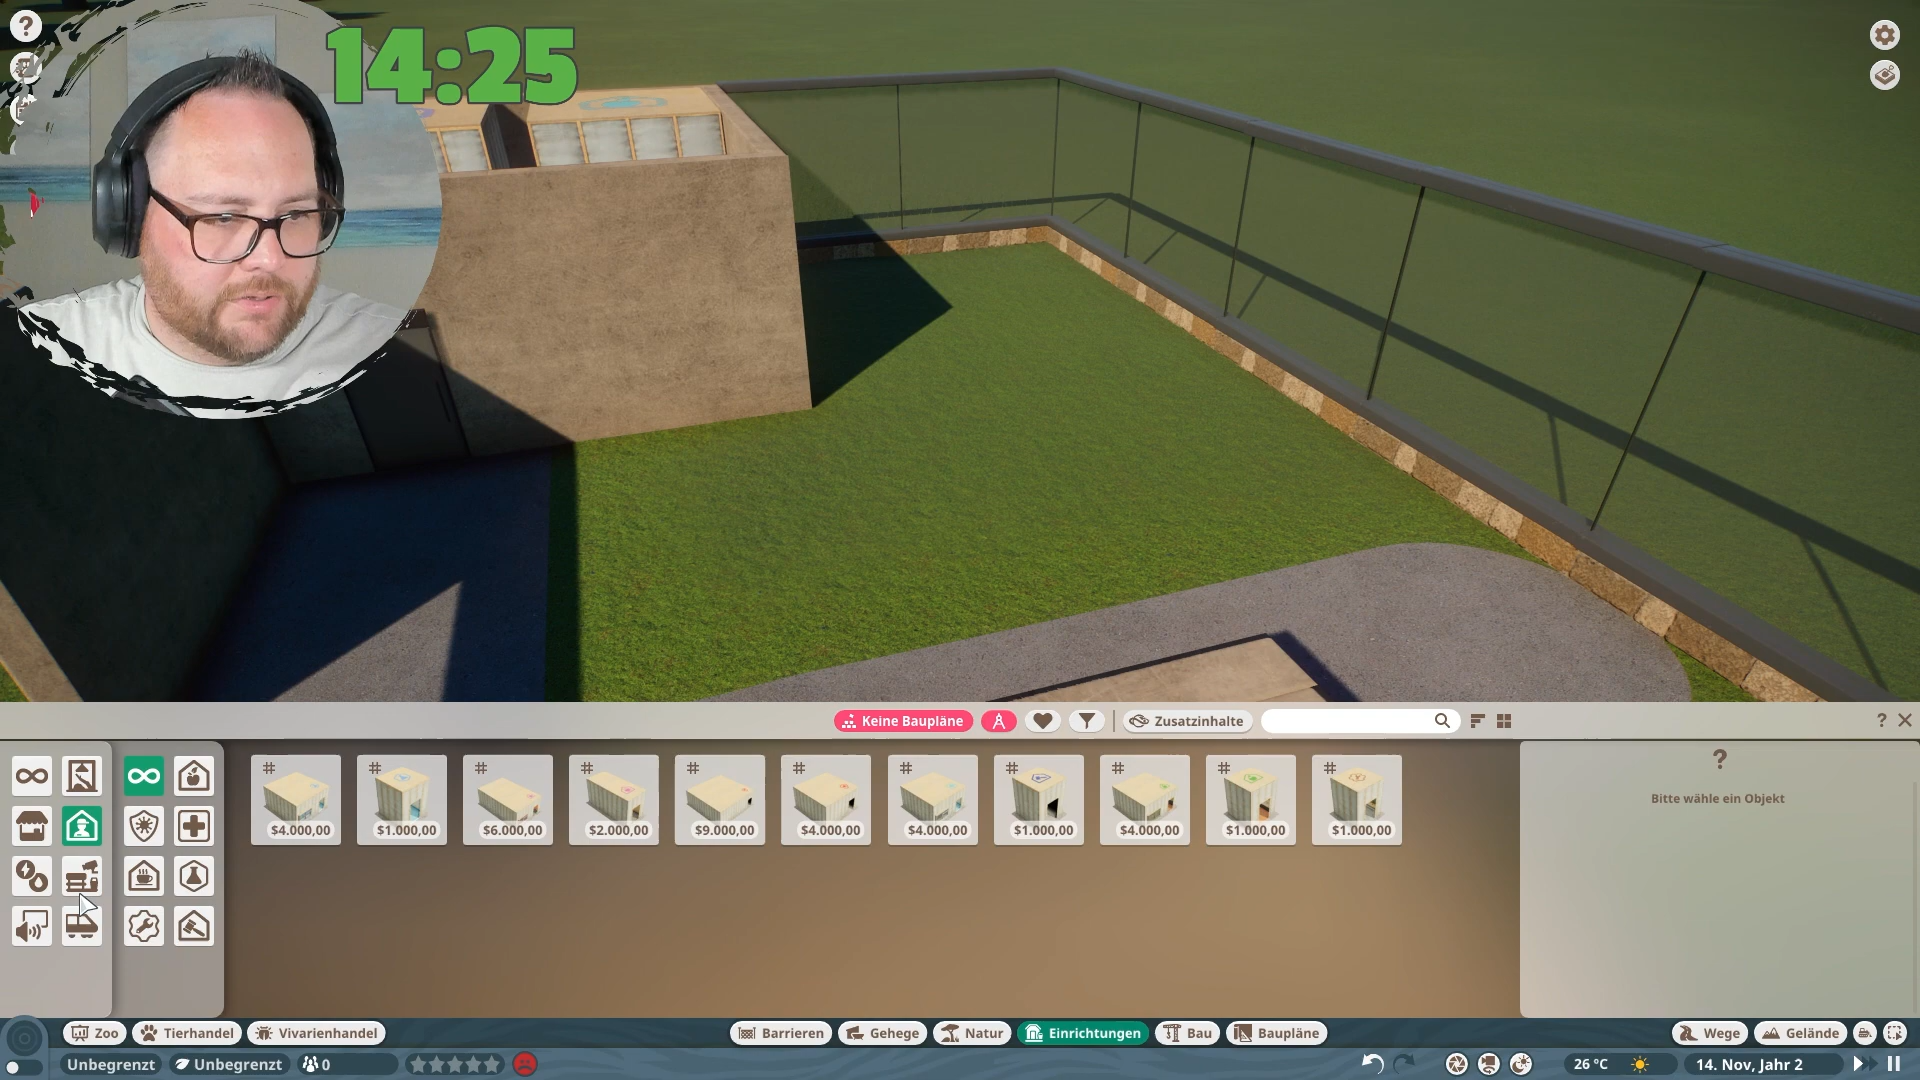 14:25
Keine Baupläne
Zusatzinhalte
$4.000,00
$1.000,00
$6.000,00
$2.000,00
$9.000,00
$4.000,00
$4.000,00
$1.000,00
$4.000,00
$1.000,00
$1.000,00
?
Bitte wähle ein Objekt
Zoo
Tierhandel
Vivarienhandel
Barrieren
Gehege
Natur
Einrichtungen
Bau
Baupläne
Wege
Gelände
Unbegrenzt
Unbegrenzt
0
26 °C
14. Nov, Jahr 2